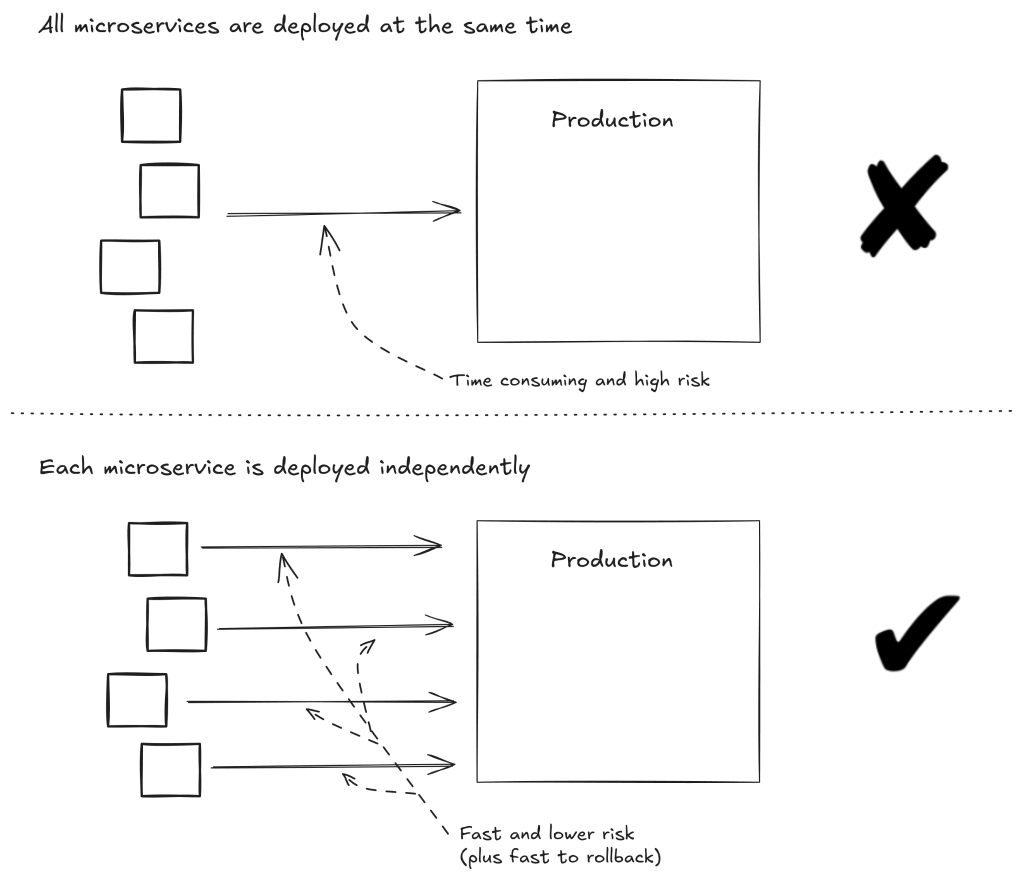 All microservices are deployed at the same time
Production
Time consuming and high risk
Each microservice is deployed independently
Production
Fast and lower risk
(plus fast to rollback)